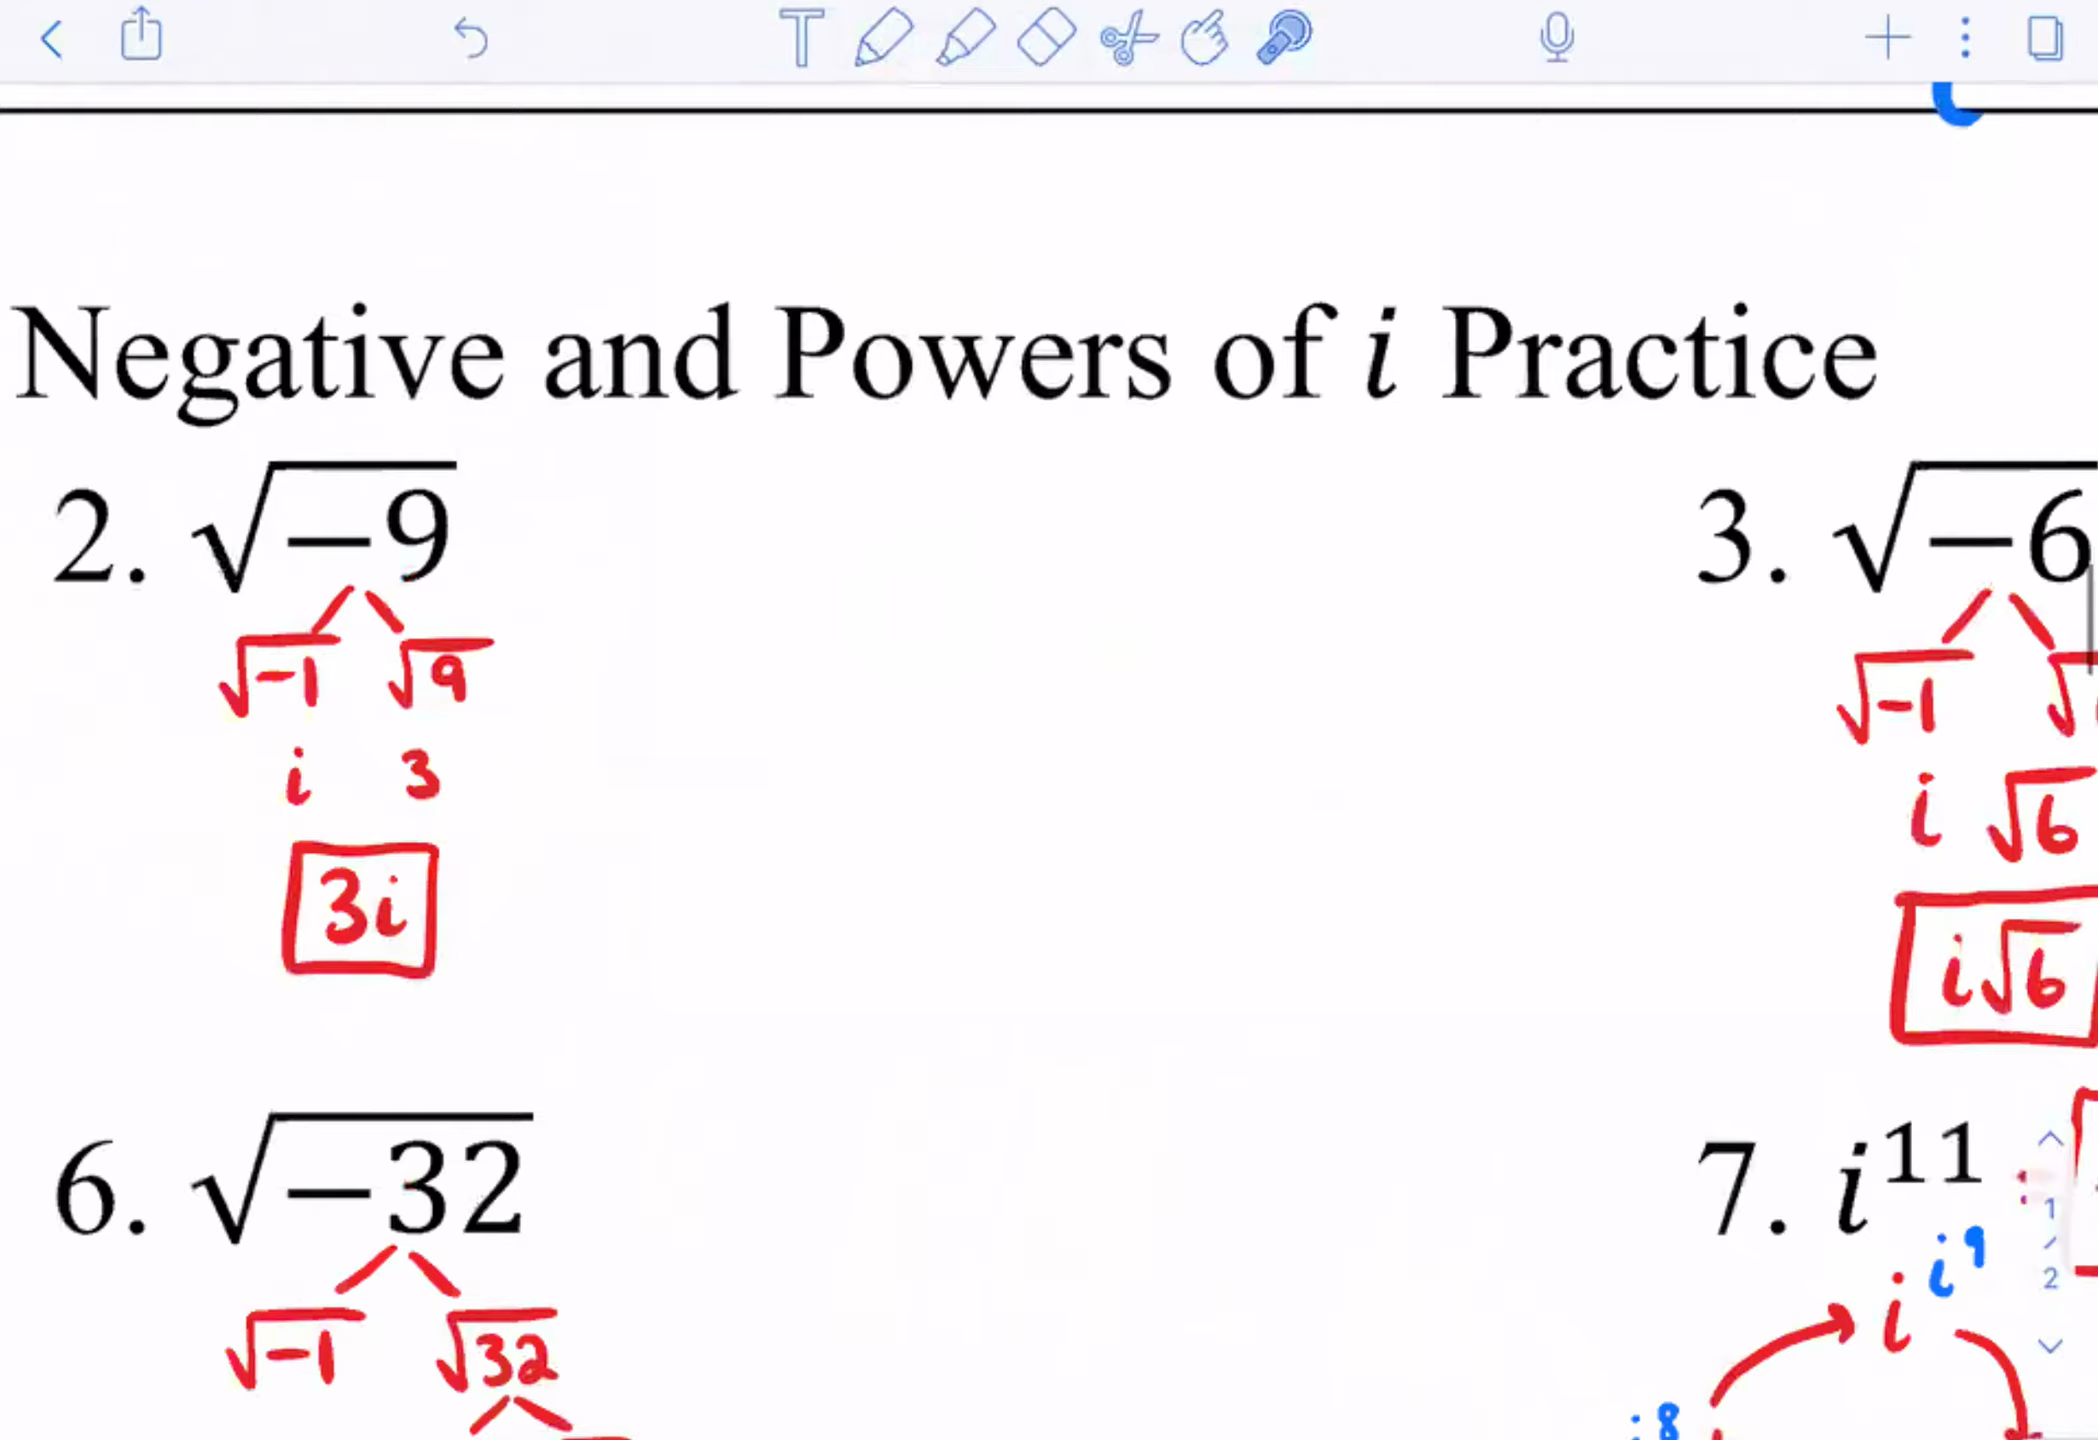 Negative and Powers of i Practice
2. √−9
√-1 √9
i 3
3i
3. √−6
√-1
i √6
i√6
6. √−32
√-1 √32
7. i¹¹
i⁹
i
i⁸
1
/
2